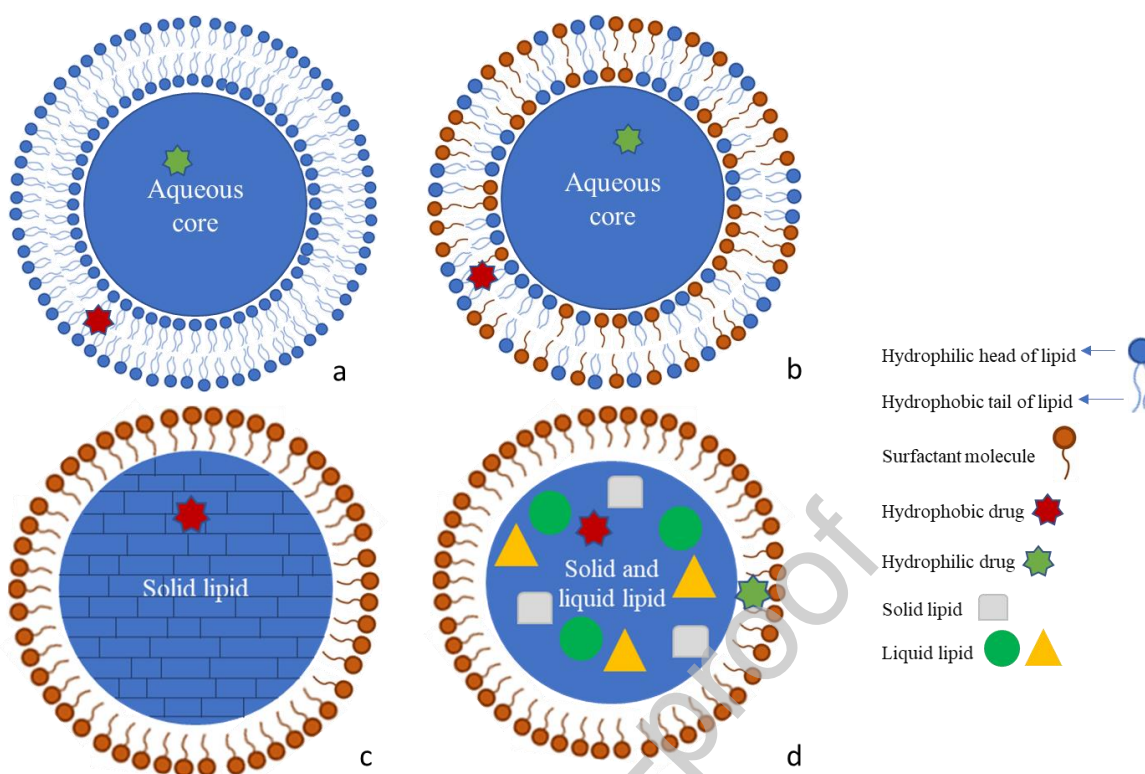 Aqueous
core
a
Aqueous
core
b
Solid lipid
c
Solid and
liquid lipid
d
Hydrophilic head of lipid
Hydrophobic tail of lipid
Surfactant molecule
Hydrophobic drug
Hydrophilic drug
Solid lipid
Liquid lipid
proof